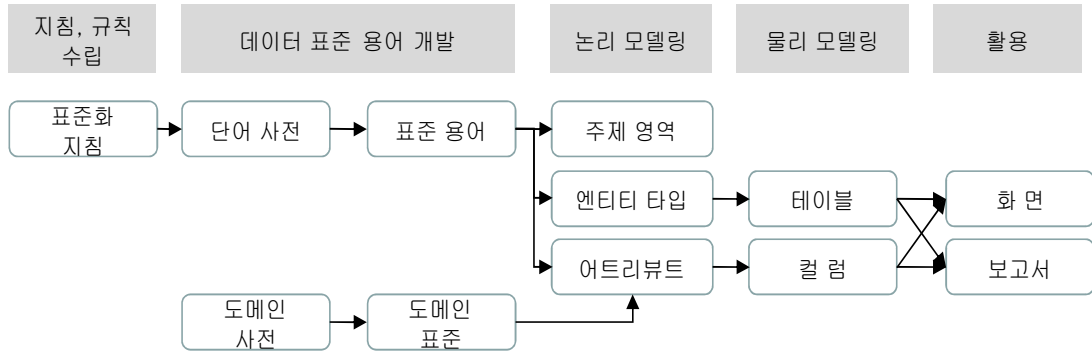 지침, 규칙
수립
데이터 표준 용어 개발
논리 모델링
물리 모델링
활용
표준화
지침
단어 사전
표준 용어
주제 영역
엔티티 타입
테이블
화 면
어트리뷰트
컬 럼
보고서
도메인
사전
도메인
표준